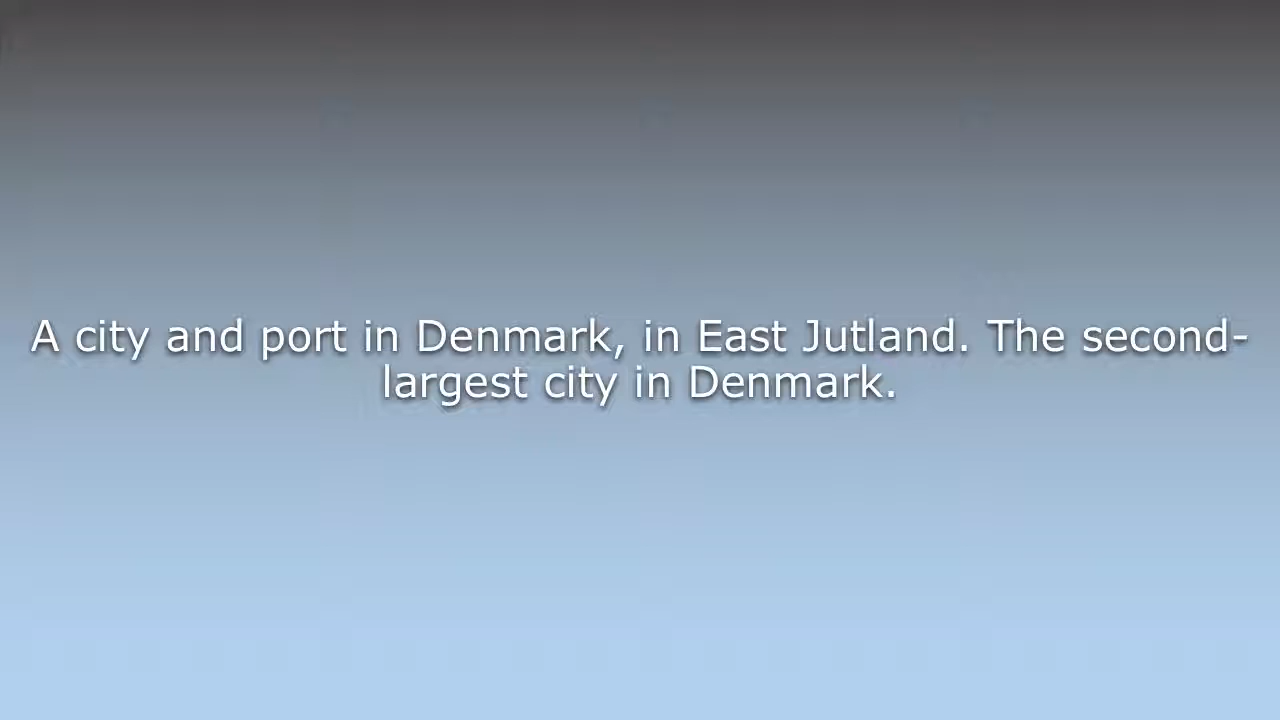 A city and port in Denmark, in East Jutland. The second-
largest city in Denmark.